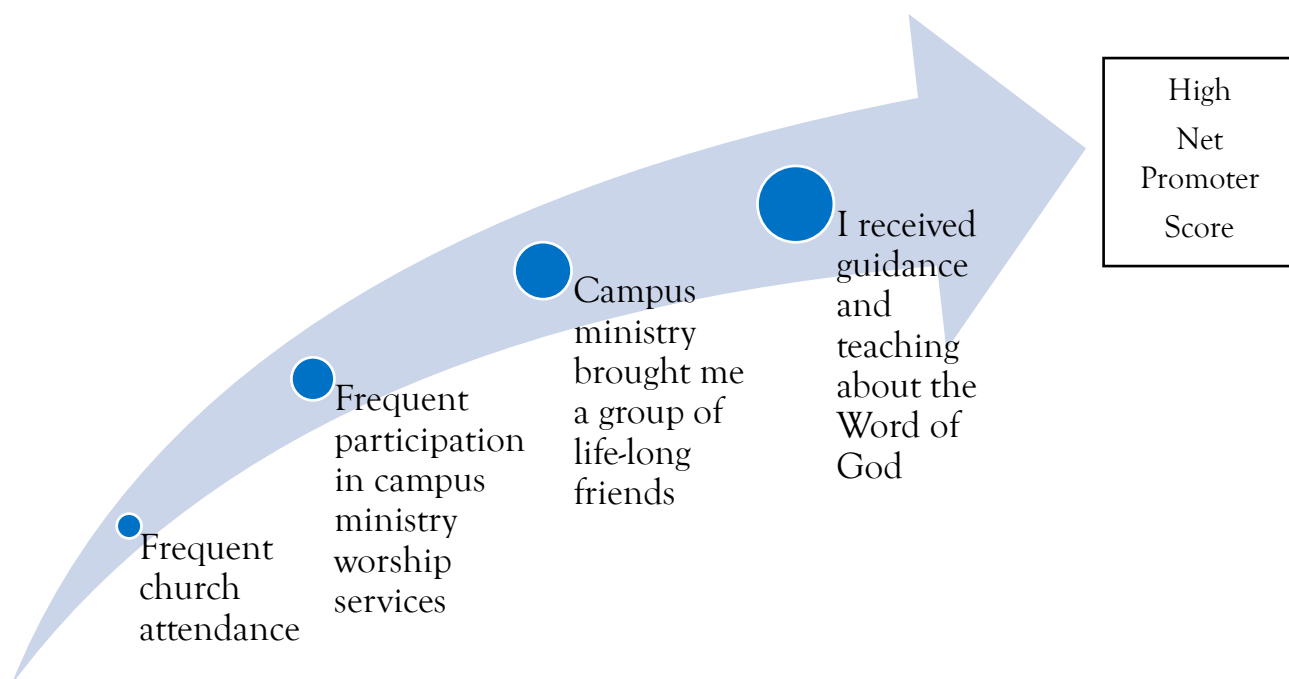 Frequent
church
attendance
Frequent
participation
in campus
ministry
worship
services
Campus
ministry
brought me
a group of
life-long
friends
I received
guidance
and
teaching
about the
Word of
God
High
Net
Promoter
Score